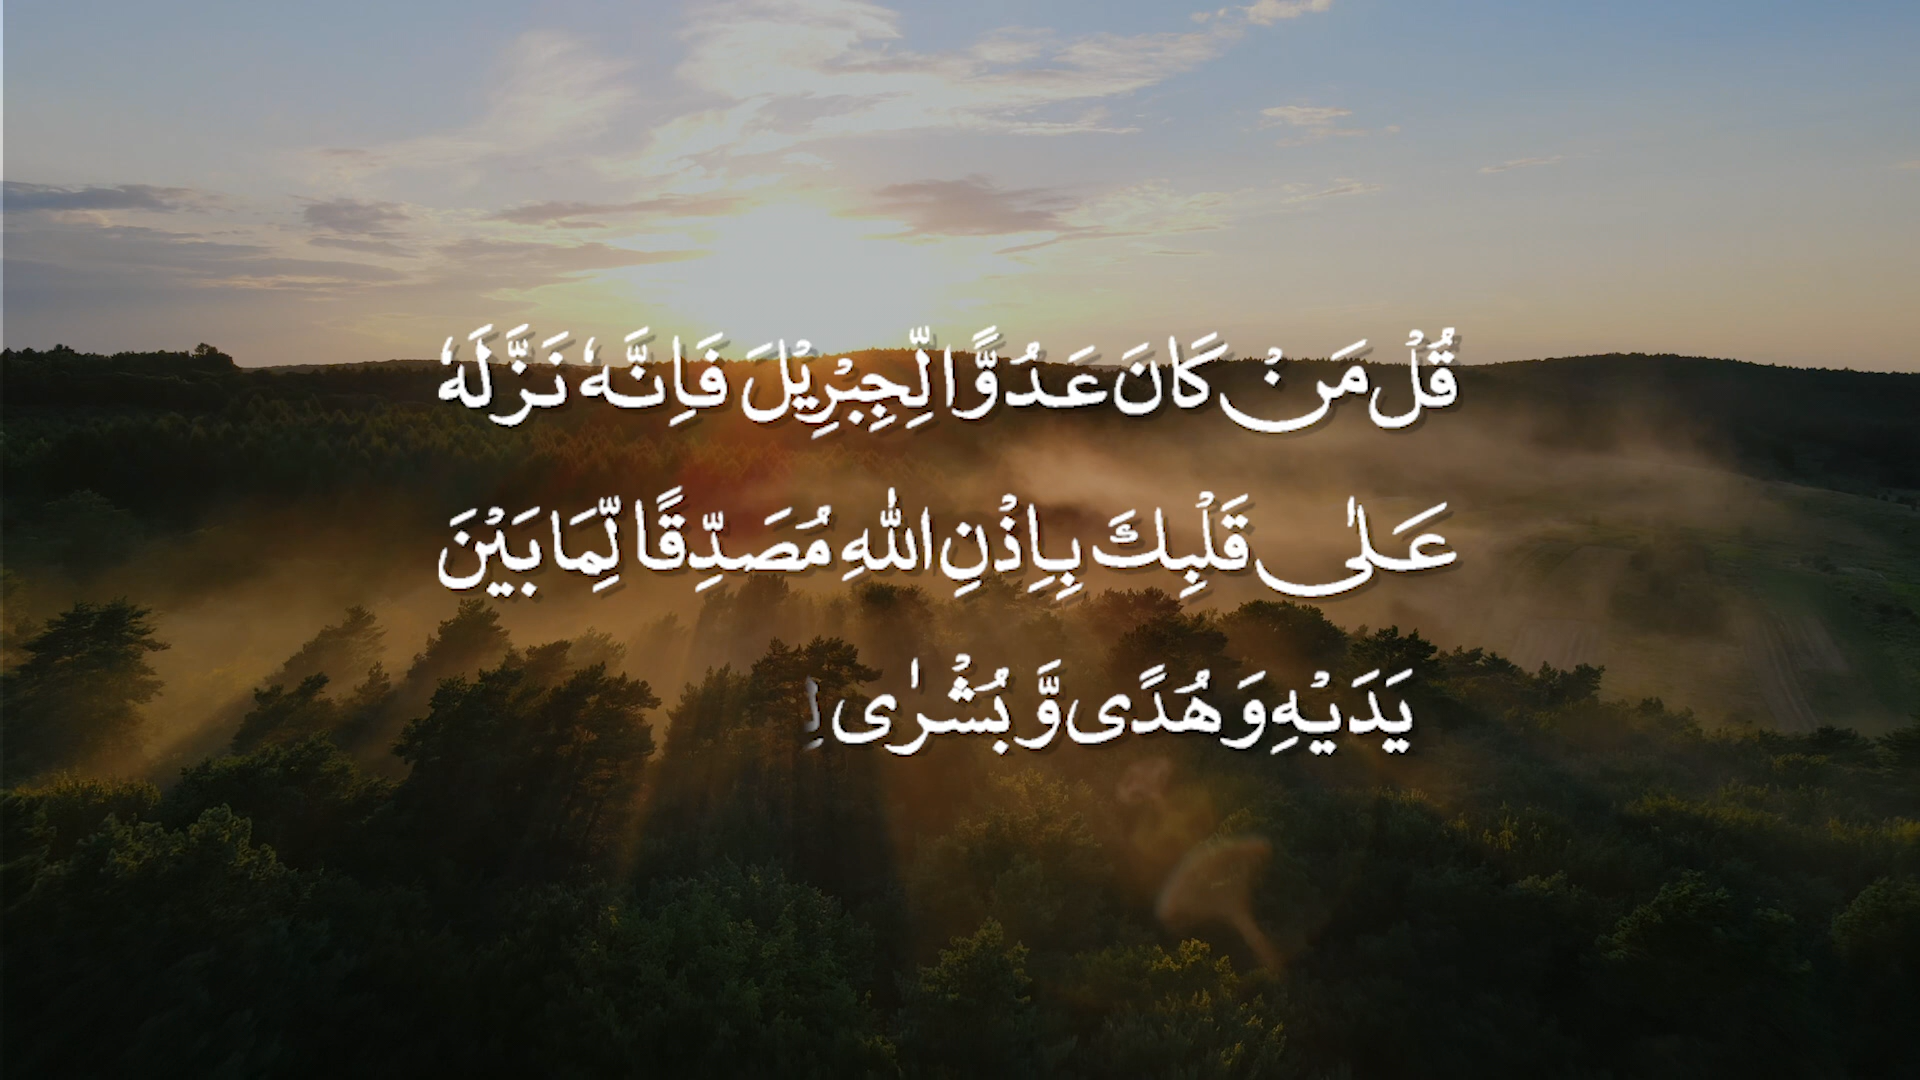 قُلْ مَنْ كَانَ عَدُوًّا لِّجِبْرِيْلَ فَاِنَّهٗ نَزَّلَهٗ
عَلٰى قَلْبِكَ بِاِذْنِ اللّٰهِ مُصَدِّقًا لِّمَا بَيْنَ
يَدَيْهِ وَهُدًى وَّبُشْرٰى